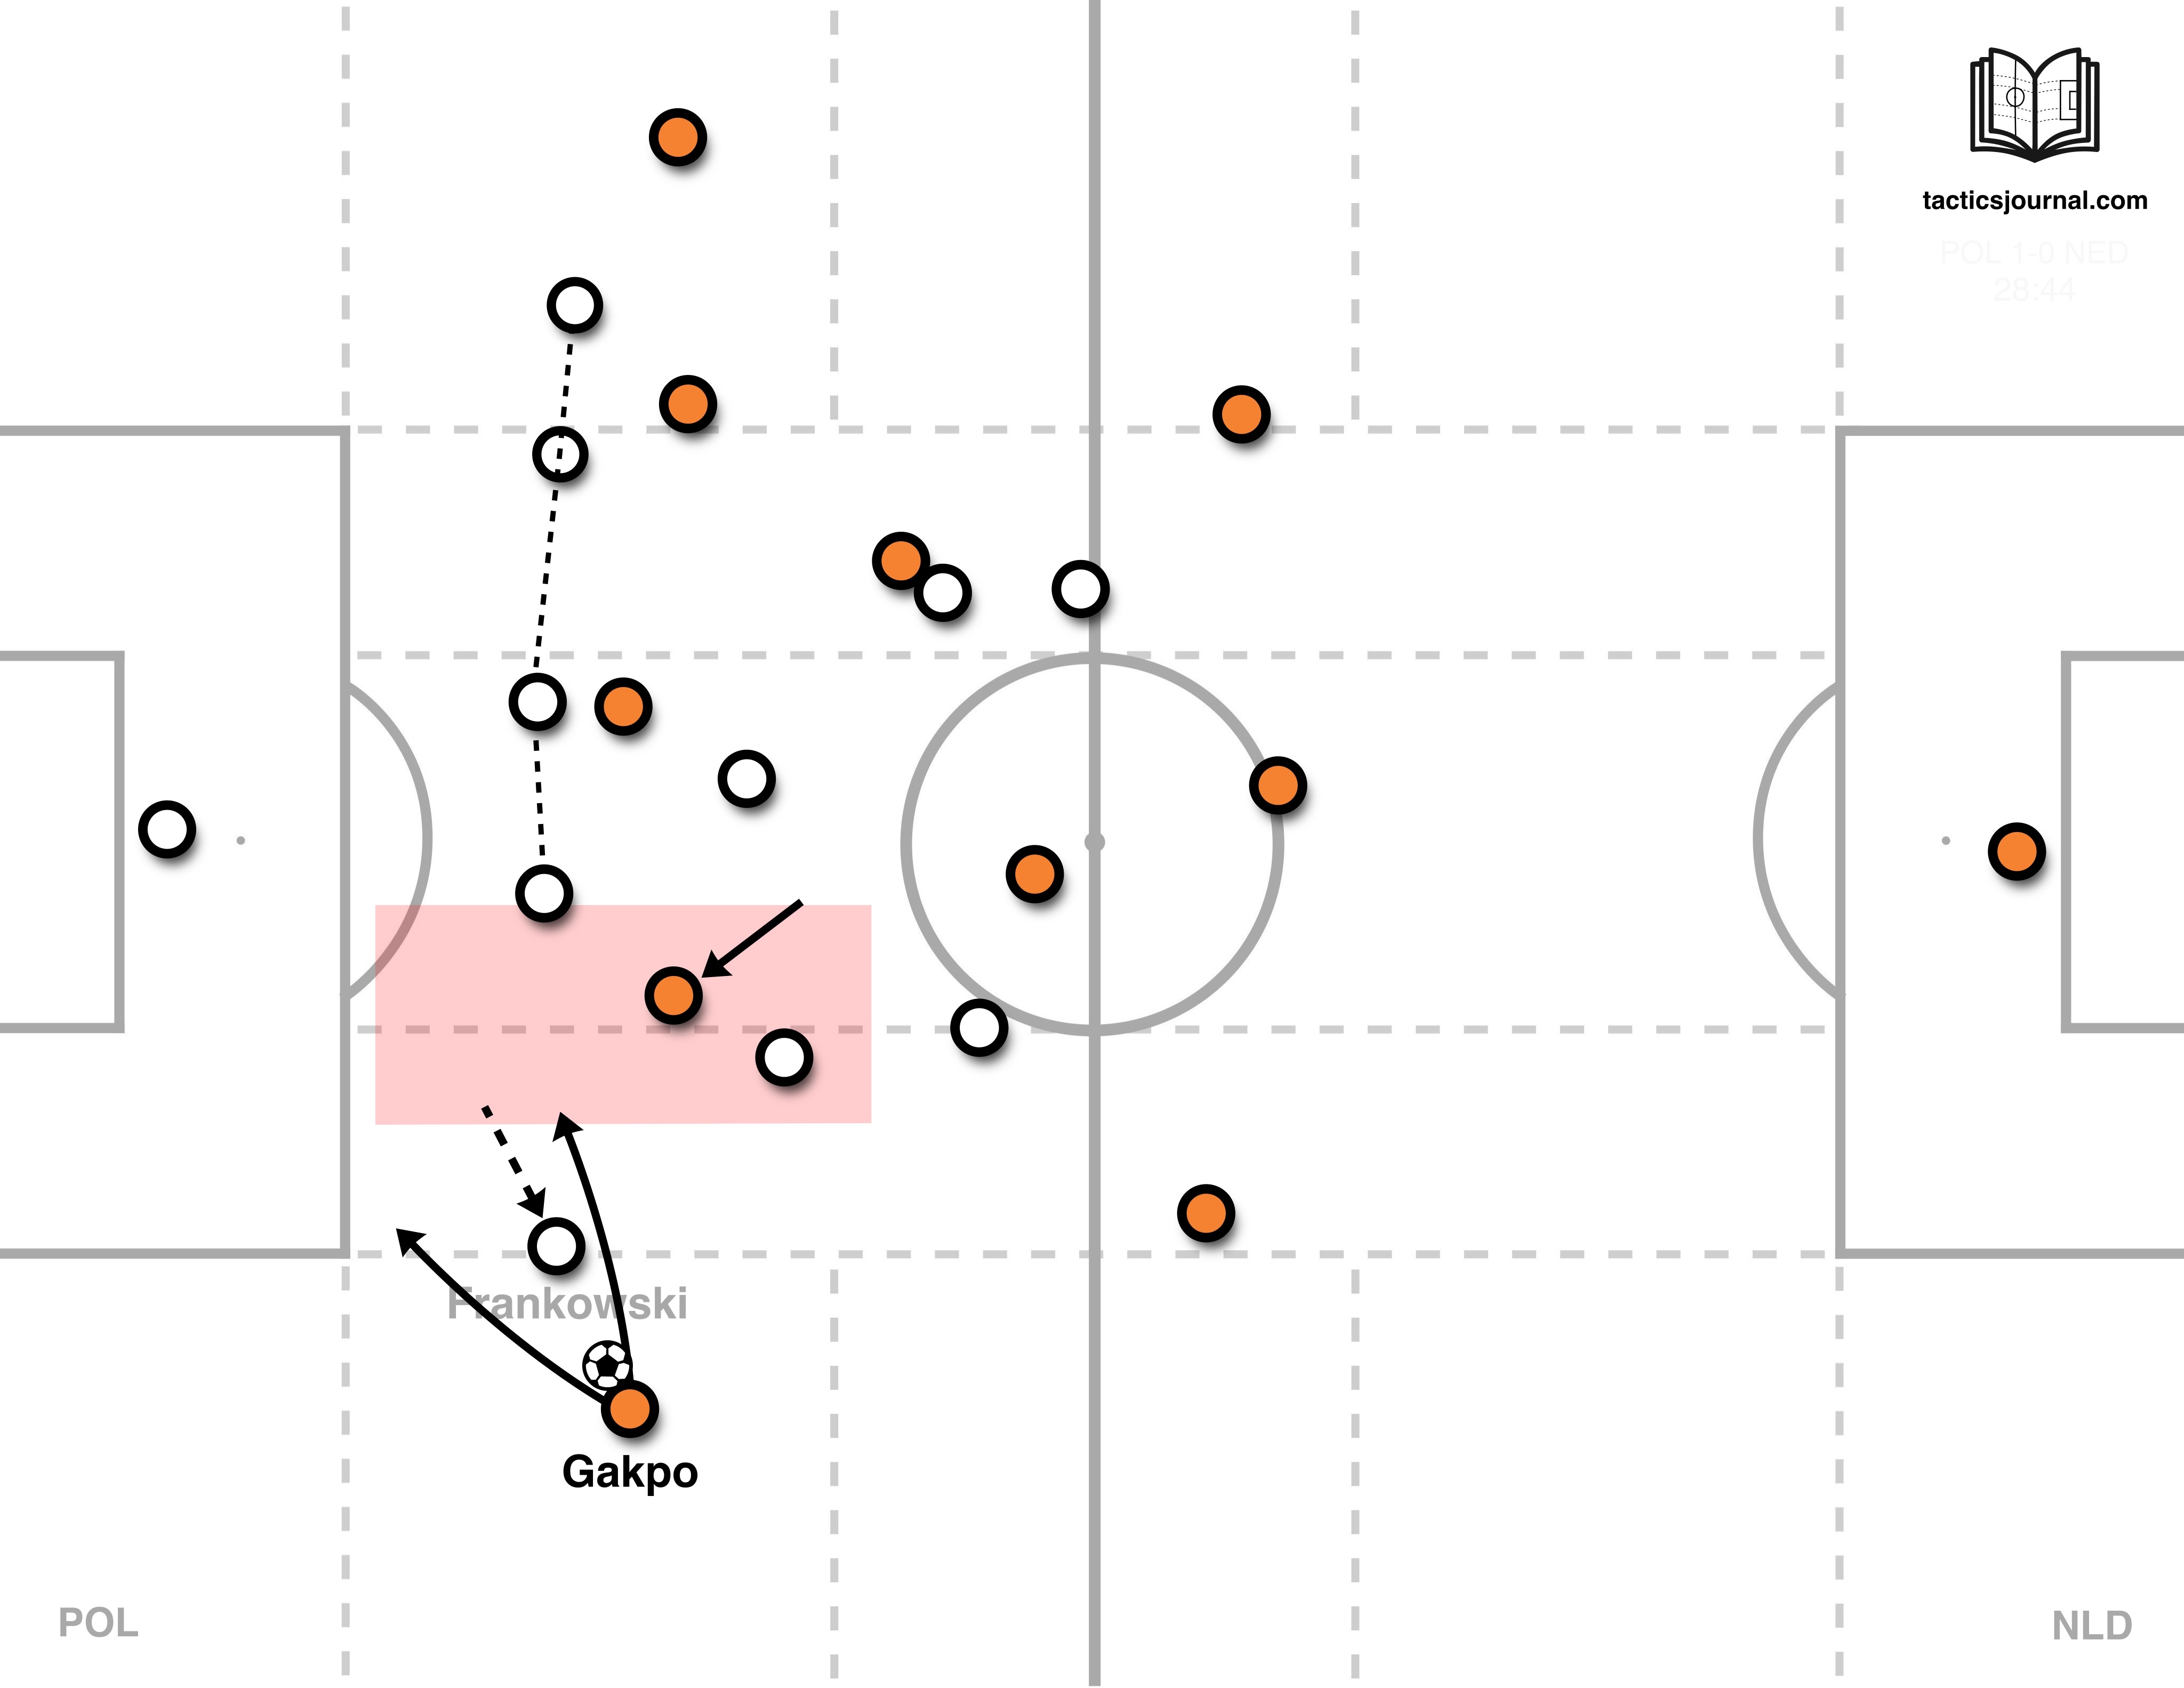 tacticsjournal.com
POL 1-0 NED
28:44
Frankowski
Gakpo
POL
NLD